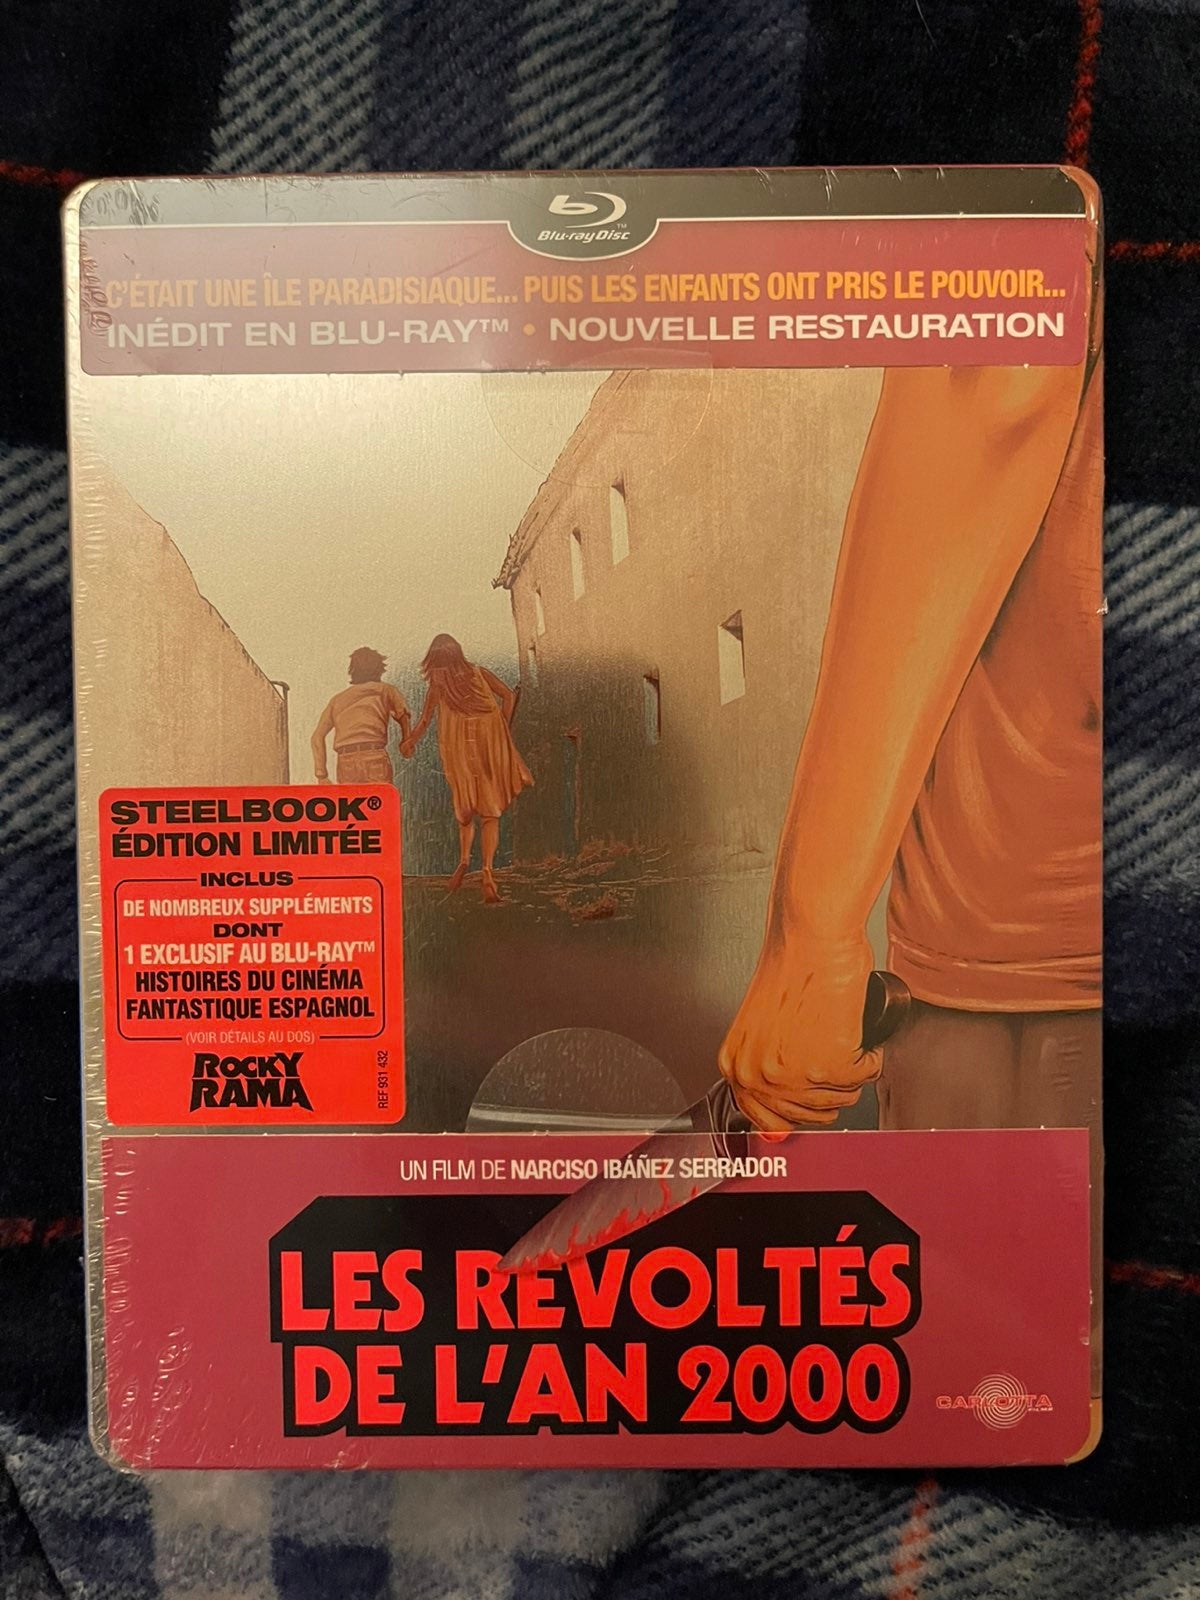 Blu-ray Disc™
C'ÉTAIT UNE ÎLE PARADISIAQUE... PUIS LES ENFANTS ONT PRIS LE POUVOIR...
INÉDIT EN BLU-RAY™ • NOUVELLE RESTAURATION
STEELBOOK®
ÉDITION LIMITÉE
INCLUS
DE NOMBREUX SUPPLÉMENTS
DONT
1 EXCLUSIF AU BLU-RAY™
HISTOIRES DU CINÉMA
FANTASTIQUE ESPAGNOL
(VOIR DÉTAILS AU DOS)
ROCKY
RAMA
REF 931 432
UN FILM DE NARCISO IBÁÑEZ SERRADOR
LES RÉVOLTÉS
DE L'AN 2000
CARLOTTA
FILMS